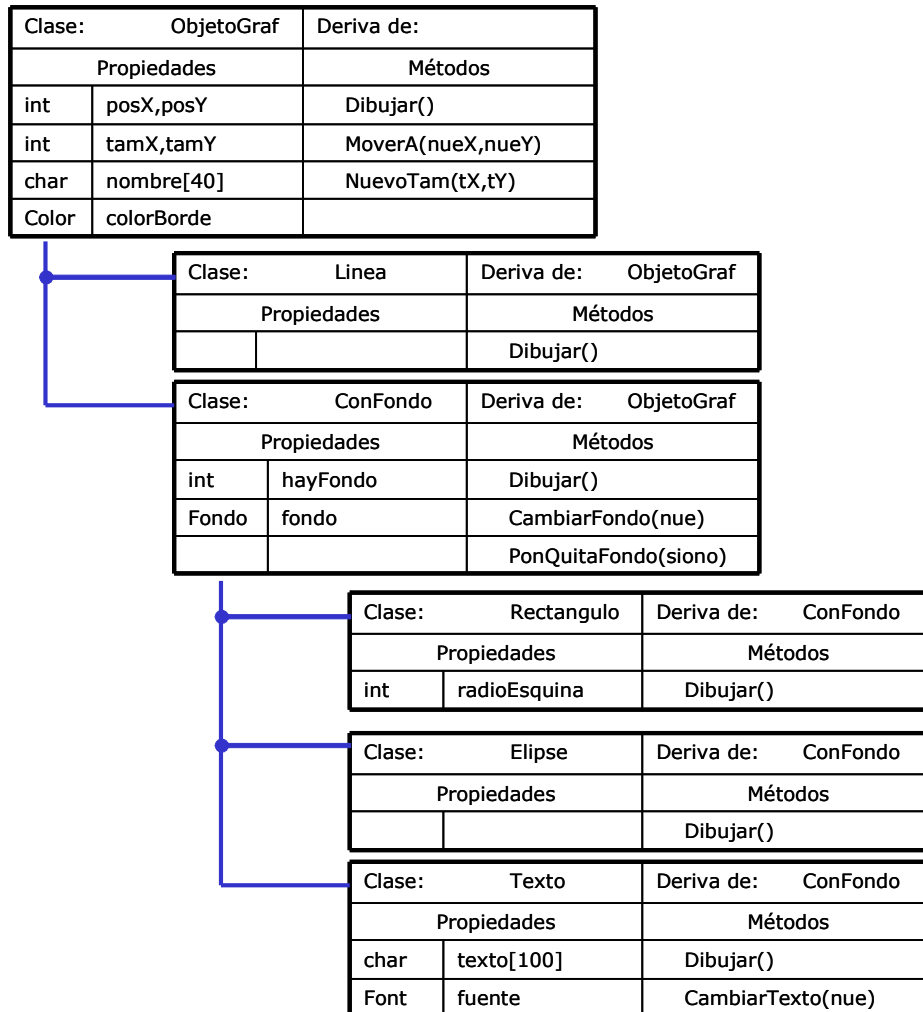 Clase: ObjetoGraf Deriva de:
Propiedades Métodos
int posX,posY Dibujar()
int tamX,tamY MoverA(nueX,nueY)
char nombre[40] NuevoTam(tX,tY)
Color colorBorde
Clase: Linea Deriva de: ObjetoGraf
Propiedades Métodos
Dibujar()
Clase: ConFondo Deriva de: ObjetoGraf
Propiedades Métodos
int hayFondo Dibujar()
Fondo fondo CambiarFondo(nue)
PonQuitaFondo(siono)
Clase: Rectangulo Deriva de: ConFondo
Propiedades Métodos
int radioEsquina Dibujar()
Clase: Elipse Deriva de: ConFondo
Propiedades Métodos
Dibujar()
Clase: Texto Deriva de: ConFondo
Propiedades Métodos
char texto[100] Dibujar()
Font fuente CambiarTexto(nue)